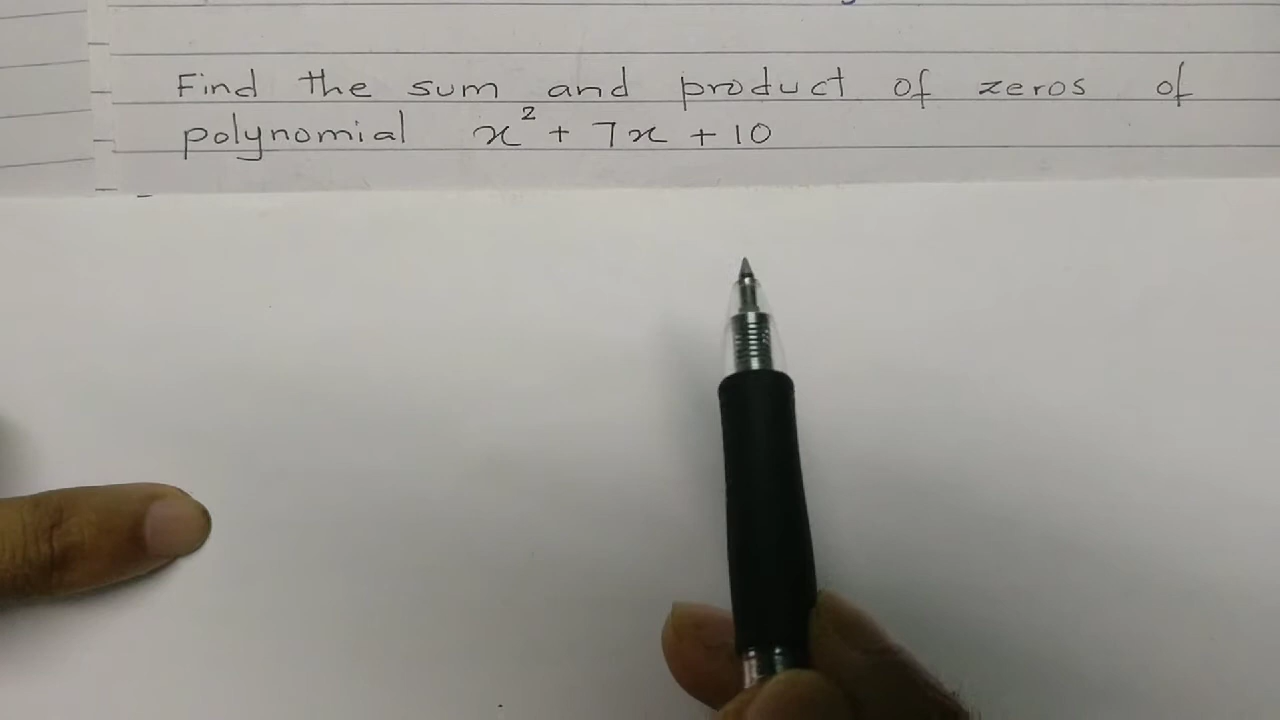 Find the sum and product of zeros of
polynomial x² + 7x + 10